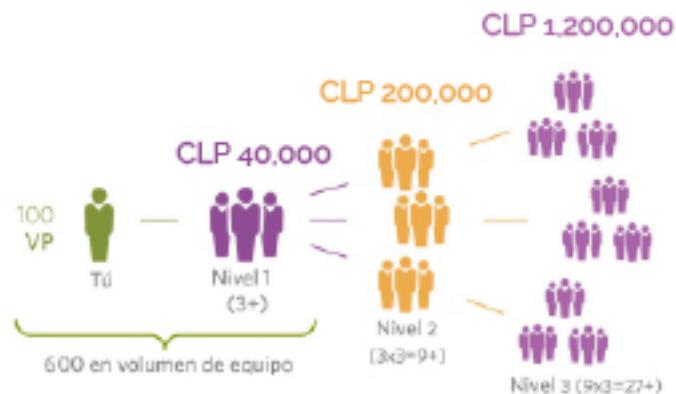 CLP 1,200,000
CLP 200,000
CLP 40,000
100
VP
Tú
Nivel 1
(3+)
Nivel 2
(3x3=9+)
600 en volumen de equipo
Nivel 3 (9x3=27+)